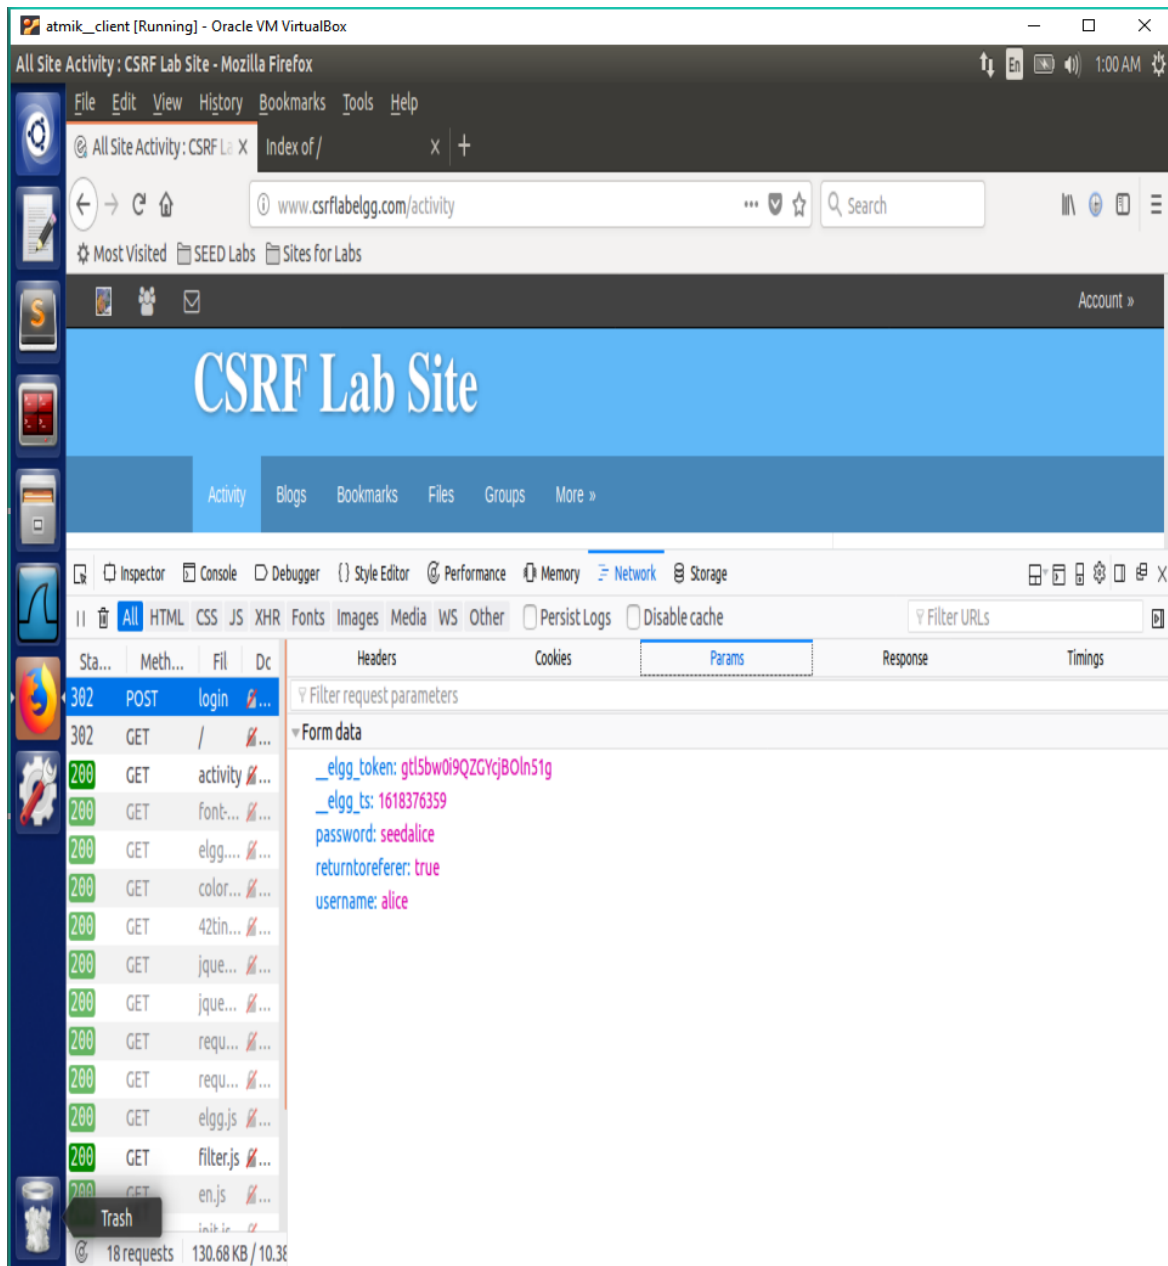 atmik__client [Running] - Oracle VM VirtualBox
All Site Activity : CSRF Lab Site - Mozilla Firefox
En 1:00 AM
File Edit View History Bookmarks Tools Help
All Site Activity : CSRF La Index of /
www.csrflabelgg.com/activity Search
Most Visited SEED Labs Sites for Labs
Account »
CSRF Lab Site
Activity Blogs Bookmarks Files Groups More »
Inspector Console Debugger {} Style Editor Performance Memory Network Storage
All HTML CSS JS XHR Fonts Images Media WS Other Persist Logs Disable cache Filter URLs
Sta... Meth... Fil Dc Headers Cookies Params Response Timings
302 POST login ... Filter request parameters
302 GET / ... Form data
200 GET activity ... __elgg_token: gtl5bw0i9QZGYcjBOln51g
200 GET font-... ... __elgg_ts: 1618376359
200 GET elgg.... ... password: seedalice
200 GET color... ... returntoreferer: true
200 GET 42tin... ... username: alice
200 GET jque... ...
200 GET jque... ...
200 GET requ... ...
200 GET requ... ...
200 GET elgg.js ...
200 GET filter.js ...
200 GET en.js ...
Trash
init.js
18 requests 130.68 KB / 10.38